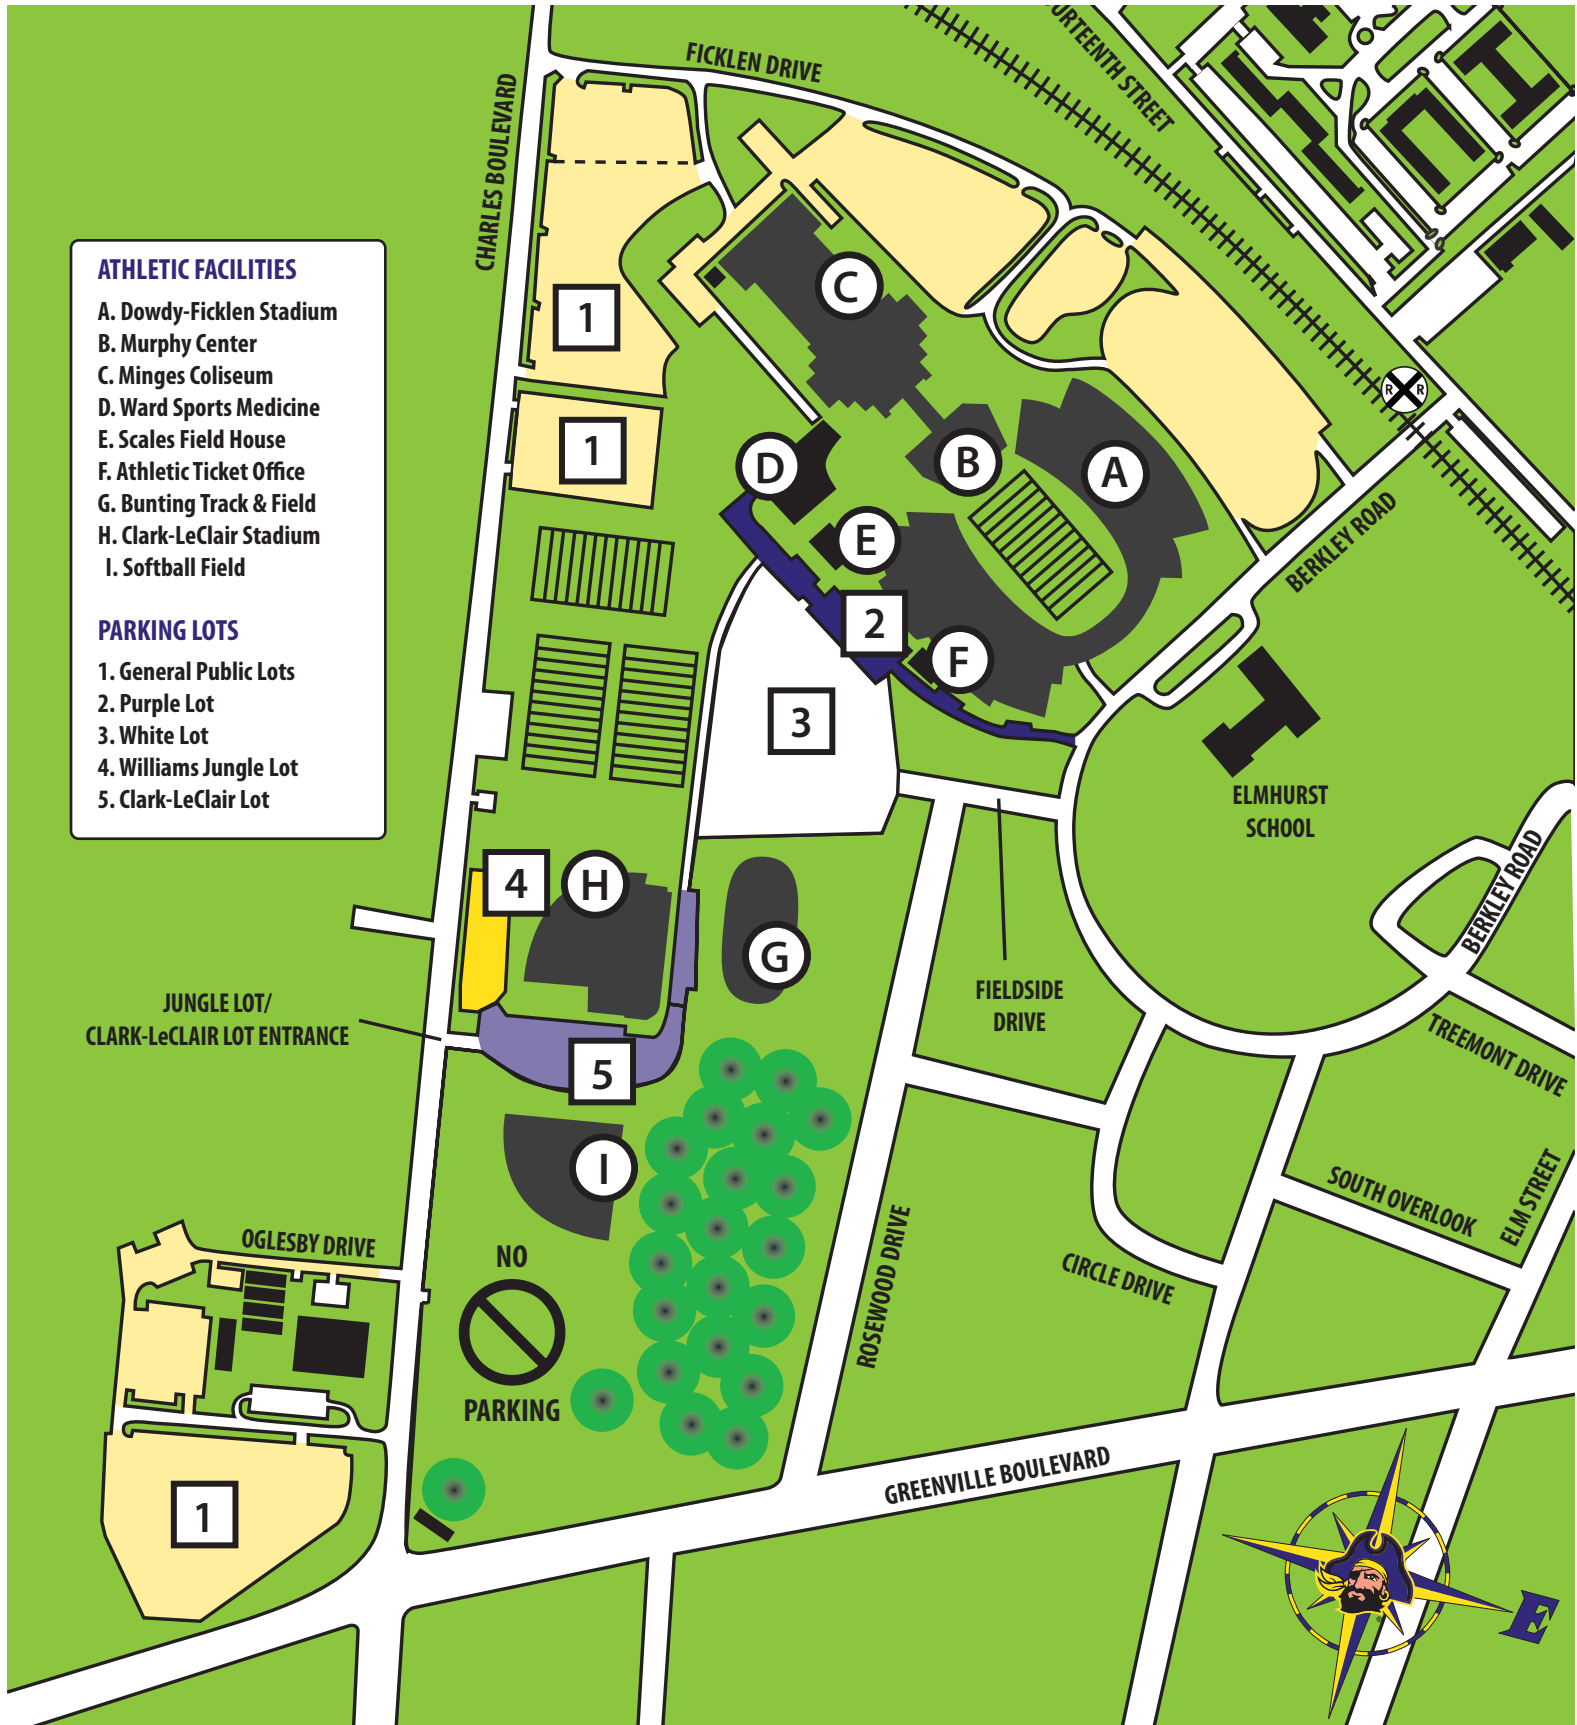 FICKLEN DRIVE
CHARLES BOULEVARD
ATHLETIC FACILITIES
A. Dowdy-Ficklen Stadium
B. Murphy Center
C. Minges Coliseum
D. Ward Sports Medicine
E. Scales Field House
F. Athletic Ticket Office
G. Bunting Track & Field
H. Clark-LeClair Stadium
I. Softball Field
PARKING LOTS
1. General Public Lots
2. Purple Lot
3. White Lot
4. Williams Jungle Lot
5. Clark-LeClair Lot
STREET
C
1
R R
1
D
B
A
E
BERKLEY ROAD
2
F
3
ELMHURST
SCHOOL
4
H
BERKLEY ROAD
G
JUNGLE LOT/
CLARK-LeCLAIR LOT ENTRANCE
FIELDSIDE
DRIVE
5
TREEMONT DRIVE
I
SOUTH OVERLOOK
ELM STREET
OGLESBY DRIVE
NO
PARKING
ROSEWOOD DRIVE
CIRCLE DRIVE
GREENVILLE BOULEVARD
1
E